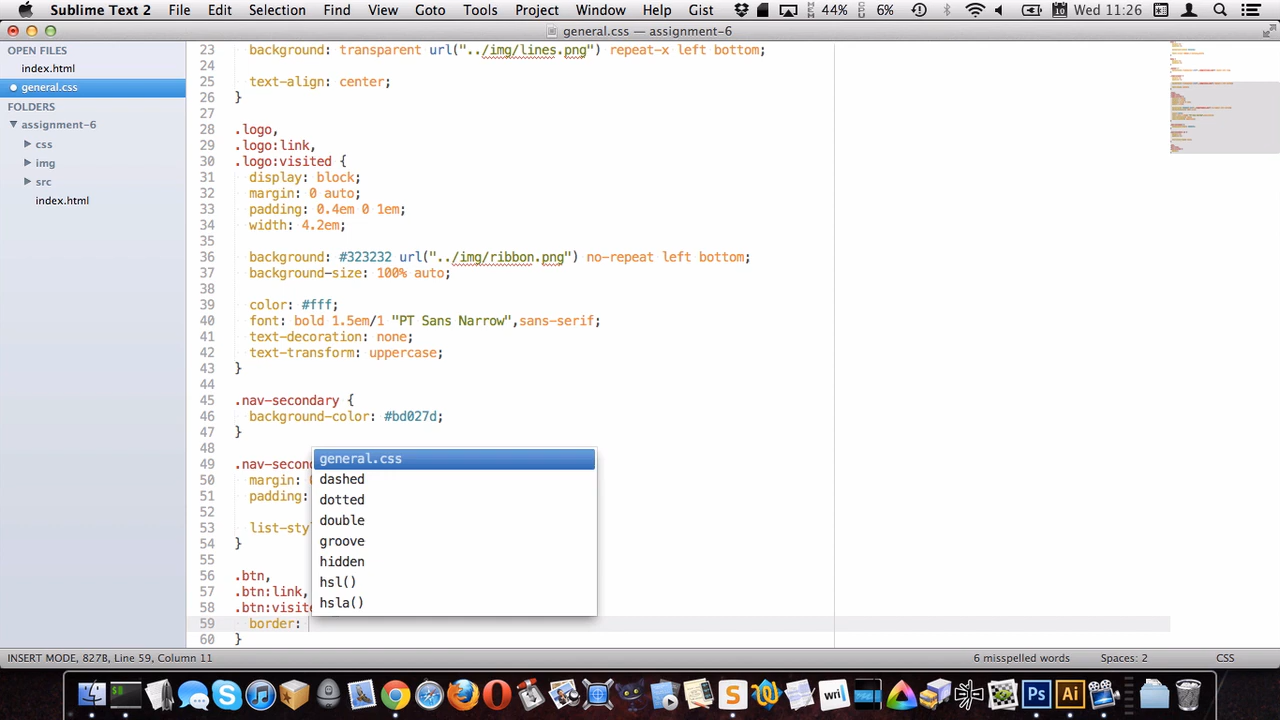 Sublime Text 2 File Edit Selection Find View Goto Tools Project Window Help Gist 44% 6% 10 Wed 11:26
general.css — assignment-6
OPEN FILES
index.html
general.css
FOLDERS
assignment-6
css
img
src
index.html
23 background: transparent url("../img/lines.png") repeat-x left bottom;
24
25 text-align: center;
26 }
27
28 .logo,
29 .logo:link,
30 .logo:visited {
31 display: block;
32 margin: 0 auto;
33 padding: 0.4em 0 1em;
34 width: 4.2em;
35
36 background: #323232 url("../img/ribbon.png") no-repeat left bottom;
37 background-size: 100% auto;
38
39 color: #fff;
40 font: bold 1.5em/1 "PT Sans Narrow",sans-serif;
41 text-decoration: none;
42 text-transform: uppercase;
43 }
44
45 .nav-secondary {
46 background-color: #bd027d;
47 }
48
49 .nav-secon
50 margin:
51 padding:
52
53 list-sty
54 }
55
56 .btn,
57 .btn:link,
58 .btn:visit
59 border:
60 }
general.css
dashed
dotted
double
groove
hidden
hsl()
hsla()
INSERT MODE, 827B, Line 59, Column 11 6 misspelled words Spaces: 2 CSS
S wri Ps Ai